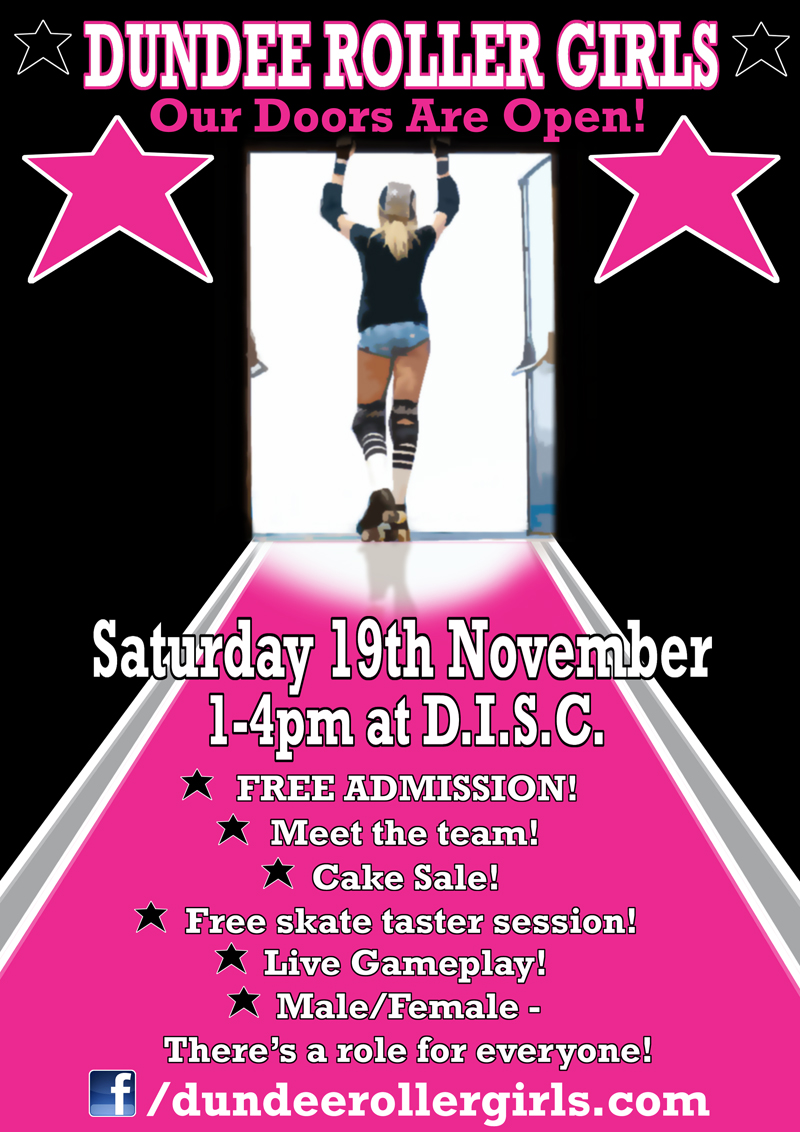 DUNDEE ROLLER GIRLS
Our Doors Are Open!
Saturday 19th November
1-4pm at D.I.S.C.
FREE ADMISSION!
Meet the team!
Cake Sale!
Free skate taster session!
Live Gameplay!
Male/Female -
There's a role for everyone!
f /dundeerollergirls.com